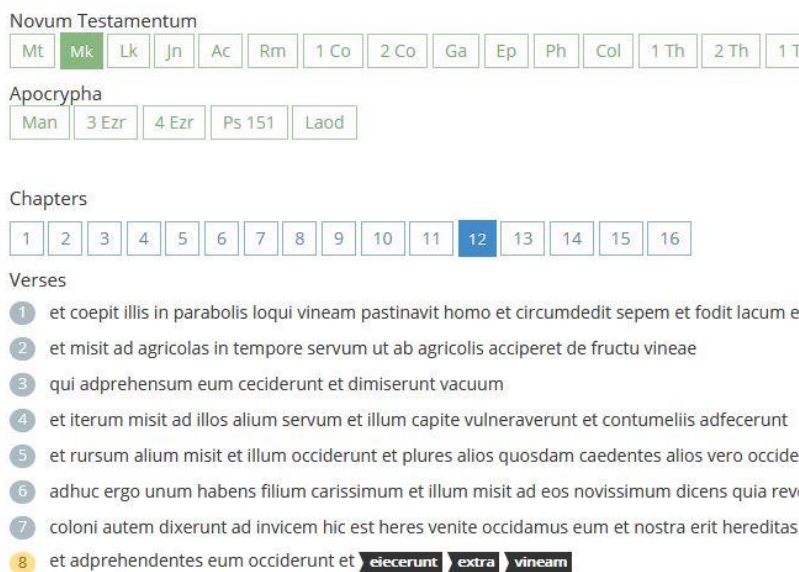 Novum Testamentum
Mt Mk Lk Jn Ac Rm 1 Co 2 Co Ga Ep Ph Col 1 Th 2 Th 1 T
Apocrypha
Man 3 Ezr 4 Ezr Ps 151 Laod
Chapters
1 2 3 4 5 6 7 8 9 10 11 12 13 14 15 16
Verses
1 et coepit illis in parabolis loqui vineam pastinavit homo et circumdedit sepem et fodit lacum e
2 et misit ad agricolas in tempore servum ut ab agricolis acciperet de fructu vineae
3 qui adprehensum eum ceciderunt et dimiserunt vacuum
4 et iterum misit ad illos alium servum et illum capite vulneraverunt et contumeliis adfecerunt
5 et rursum alium misit et illum occiderunt et plures alios quosdam caedentes alios vero occide
6 adhuc ergo unum habens filium carissimum et illum misit ad eos novissimum dicens quia reve
7 coloni autem dixerunt ad invicem hic est heres venite occidamus eum et nostra erit hereditas
8 et adprehendentes eum occiderunt et eiecerunt extra vineam